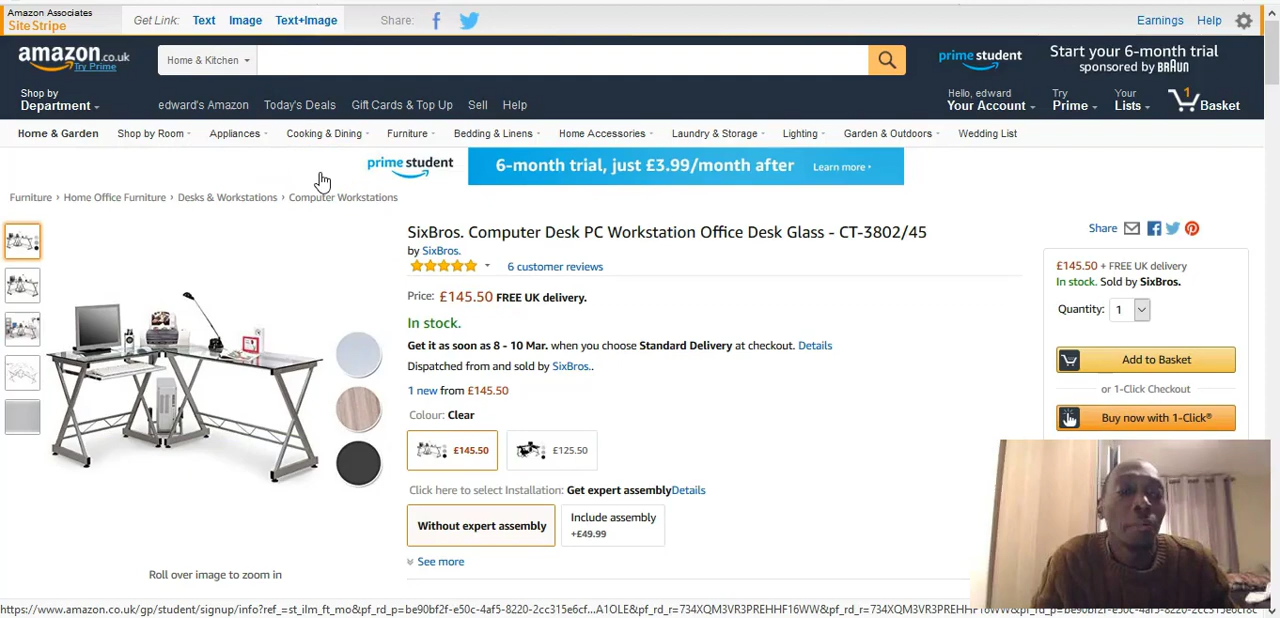 Amazon Associates
SiteStripe
Get Link: Text Image Text+Image Share:
Earnings Help
amazon.co.uk
Try Prime
Home & Kitchen
prime student
Start your 6-month trial
sponsored by BRAUN
Shop by
Department
edward's Amazon Today's Deals Gift Cards & Top Up Sell Help
Hello, edward
Your Account
Try
Prime
Your
Lists
1
Basket
Home & Garden Shop by Room Appliances Cooking & Dining Furniture Bedding & Linens Home Accessories Laundry & Storage Lighting Garden & Outdoors Wedding List
prime student 6-month trial, just £3.99/month after Learn more
Furniture › Home Office Furniture › Desks & Workstations › Computer Workstations
SixBros. Computer Desk PC Workstation Office Desk Glass - CT-3802/45
by SixBros.
6 customer reviews
Price: £145.50 FREE UK delivery.
In stock.
Get it as soon as 8 - 10 Mar. when you choose Standard Delivery at checkout. Details
Dispatched from and sold by SixBros..
1 new from £145.50
Colour: Clear
£145.50
£125.50
Click here to select Installation: Get expert assemblyDetails
Without expert assembly
Include assembly
+£49.99
See more
Roll over image to zoom in
Share
£145.50 + FREE UK delivery
In stock. Sold by SixBros.
Quantity: 1
Add to Basket
or 1-Click Checkout
Buy now with 1-Click®